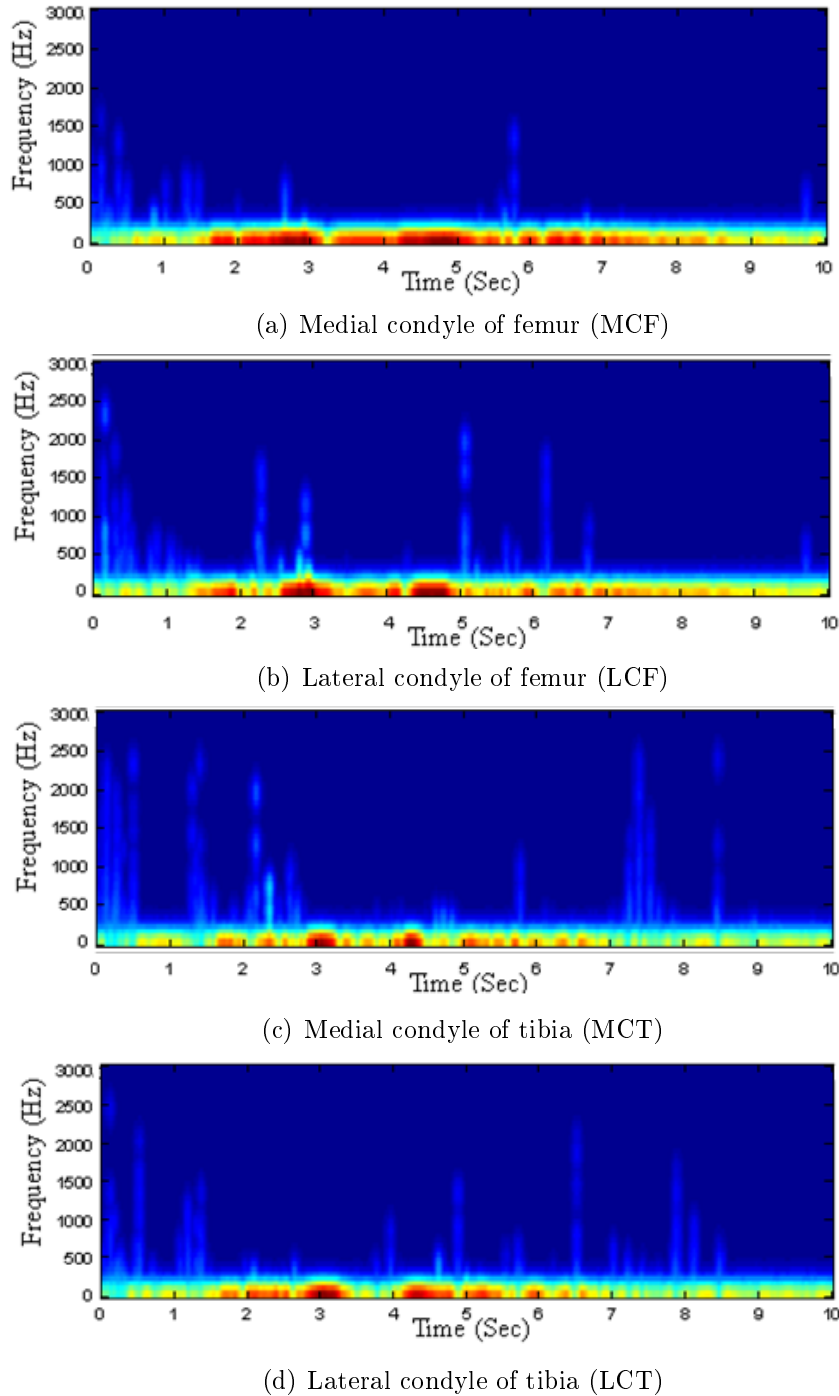 3000
2500
2000
1500
1000
500
0
Frequency (Hz)
0 1 2 3 4 5 6 7 8 9 10
Time (Sec)
(a) Medial condyle of femur (MCF)
3000
2500
2000
1500
1000
500
0
Frequency (Hz)
0 1 2 3 4 5 6 7 8 9 10
Time (Sec)
(b) Lateral condyle of femur (LCF)
3000
2500
2000
1500
1000
500
0
Frequency (Hz)
0 1 2 3 4 5 6 7 8 9 10
Time (Sec)
(c) Medial condyle of tibia (MCT)
3000
2500
2000
1500
1000
500
0
Frequency (Hz)
0 1 2 3 4 5 6 7 8 9 10
Time (Sec)
(d) Lateral condyle of tibia (LCT)